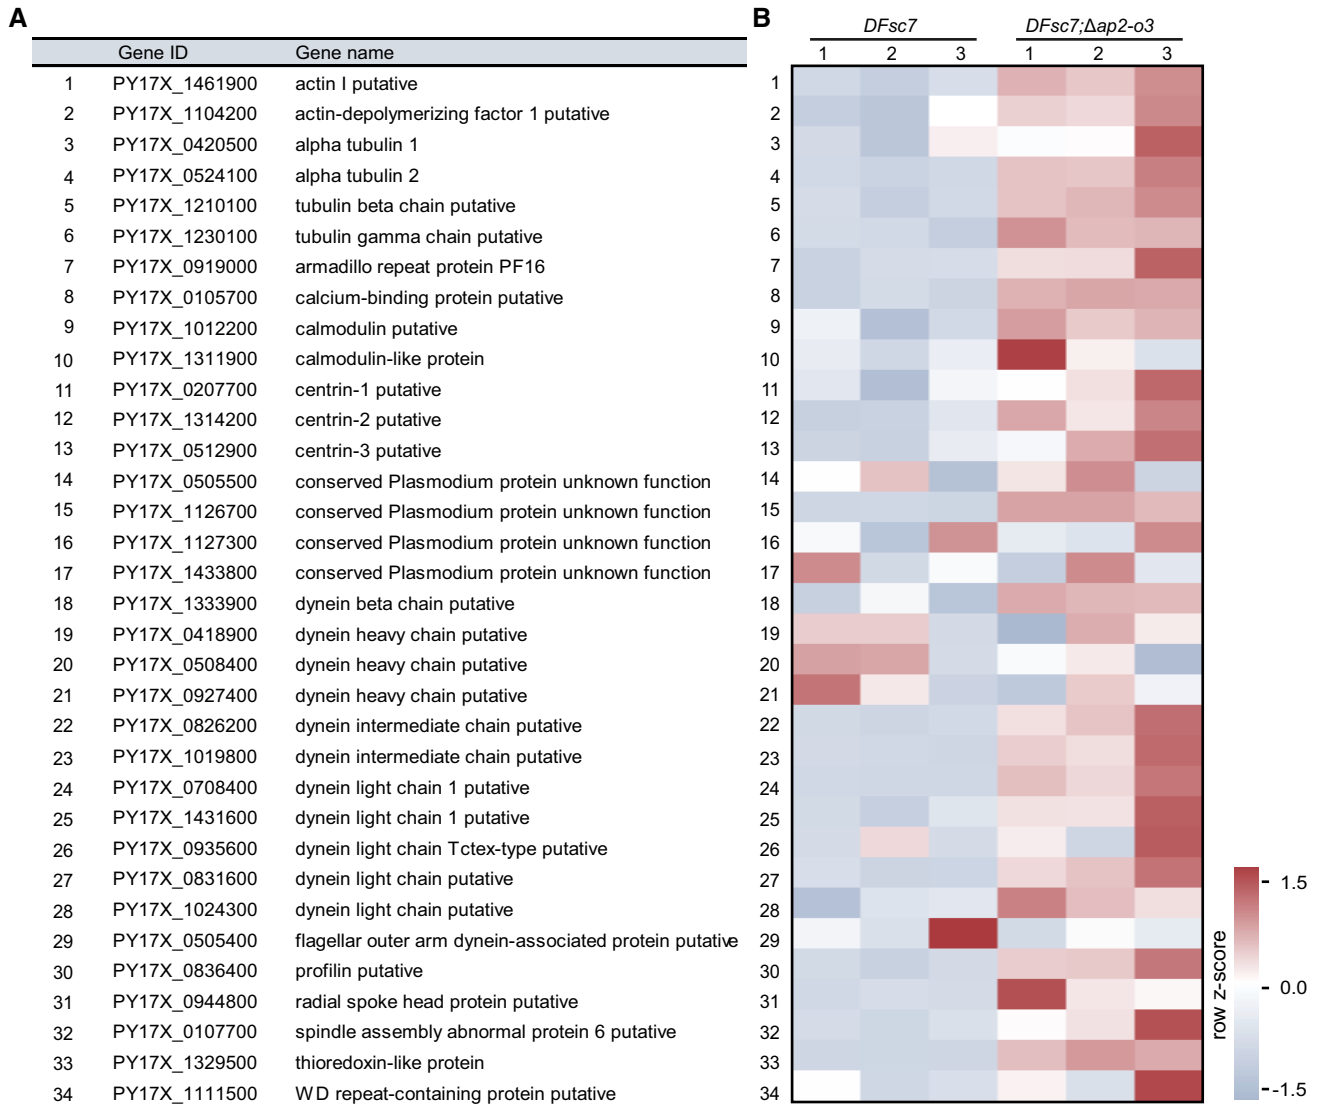 A
Gene ID Gene name
1 PY17X_1461900 actin I putative
2 PY17X_1104200 actin-depolymerizing factor 1 putative
3 PY17X_0420500 alpha tubulin 1
4 PY17X_0524100 alpha tubulin 2
5 PY17X_1210100 tubulin beta chain putative
6 PY17X_1230100 tubulin gamma chain putative
7 PY17X_0919000 armadillo repeat protein PF16
8 PY17X_0105700 calcium-binding protein putative
9 PY17X_1012200 calmodulin putative
10 PY17X_1311900 calmodulin-like protein
11 PY17X_0207700 centrin-1 putative
12 PY17X_1314200 centrin-2 putative
13 PY17X_0512900 centrin-3 putative
14 PY17X_0505500 conserved Plasmodium protein unknown function
15 PY17X_1126700 conserved Plasmodium protein unknown function
16 PY17X_1127300 conserved Plasmodium protein unknown function
17 PY17X_1433800 conserved Plasmodium protein unknown function
18 PY17X_1333900 dynein beta chain putative
19 PY17X_0418900 dynein heavy chain putative
20 PY17X_0508400 dynein heavy chain putative
21 PY17X_0927400 dynein heavy chain putative
22 PY17X_0826200 dynein intermediate chain putative
23 PY17X_1019800 dynein intermediate chain putative
24 PY17X_0708400 dynein light chain 1 putative
25 PY17X_1431600 dynein light chain 1 putative
26 PY17X_0935600 dynein light chain Tctex-type putative
27 PY17X_0831600 dynein light chain putative
28 PY17X_1024300 dynein light chain putative
29 PY17X_0505400 flagellar outer arm dynein-associated protein putative
30 PY17X_0836400 profilin putative
31 PY17X_0944800 radial spoke head protein putative
32 PY17X_0107700 spindle assembly abnormal protein 6 putative
33 PY17X_1329500 thioredoxin-like protein
34 PY17X_1111500 WD repeat-containing protein putative
B
DFsc7 DFsc7;Δap2-o3
1 2 3 1 2 3
1
2
3
4
5
6
7
8
9
10
11
12
13
14
15
16
17
18
19
20
21
22
23
24
25
26
27
28
29
30
31
32
33
34
row z-score
1.5
0.0
-1.5